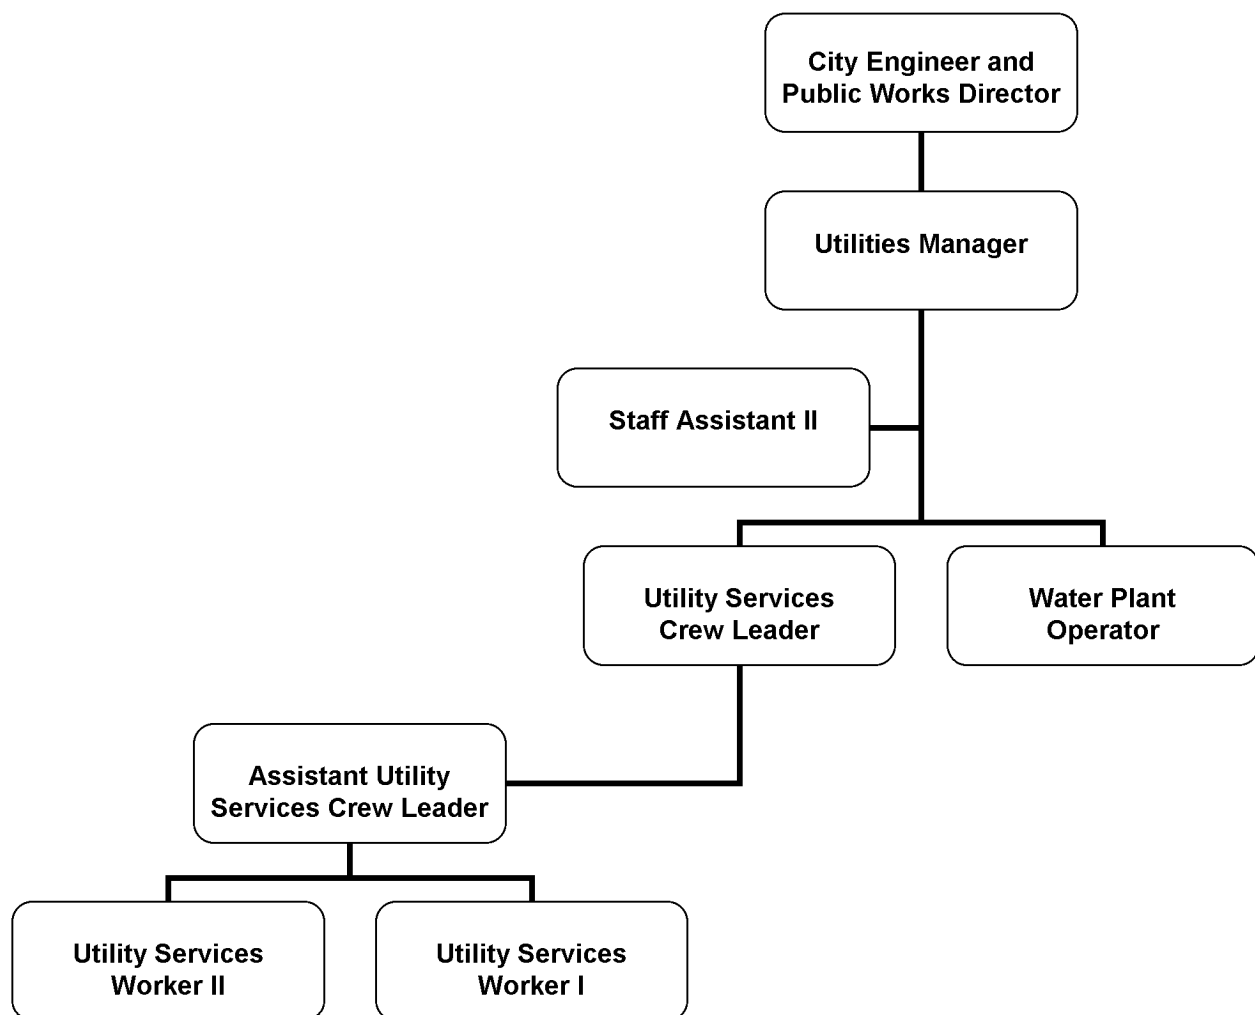 City Engineer and
Public Works Director
Utilities Manager
Staff Assistant II
Utility Services
Crew Leader
Water Plant
Operator
Assistant Utility
Services Crew Leader
Utility Services
Worker II
Utility Services
Worker I